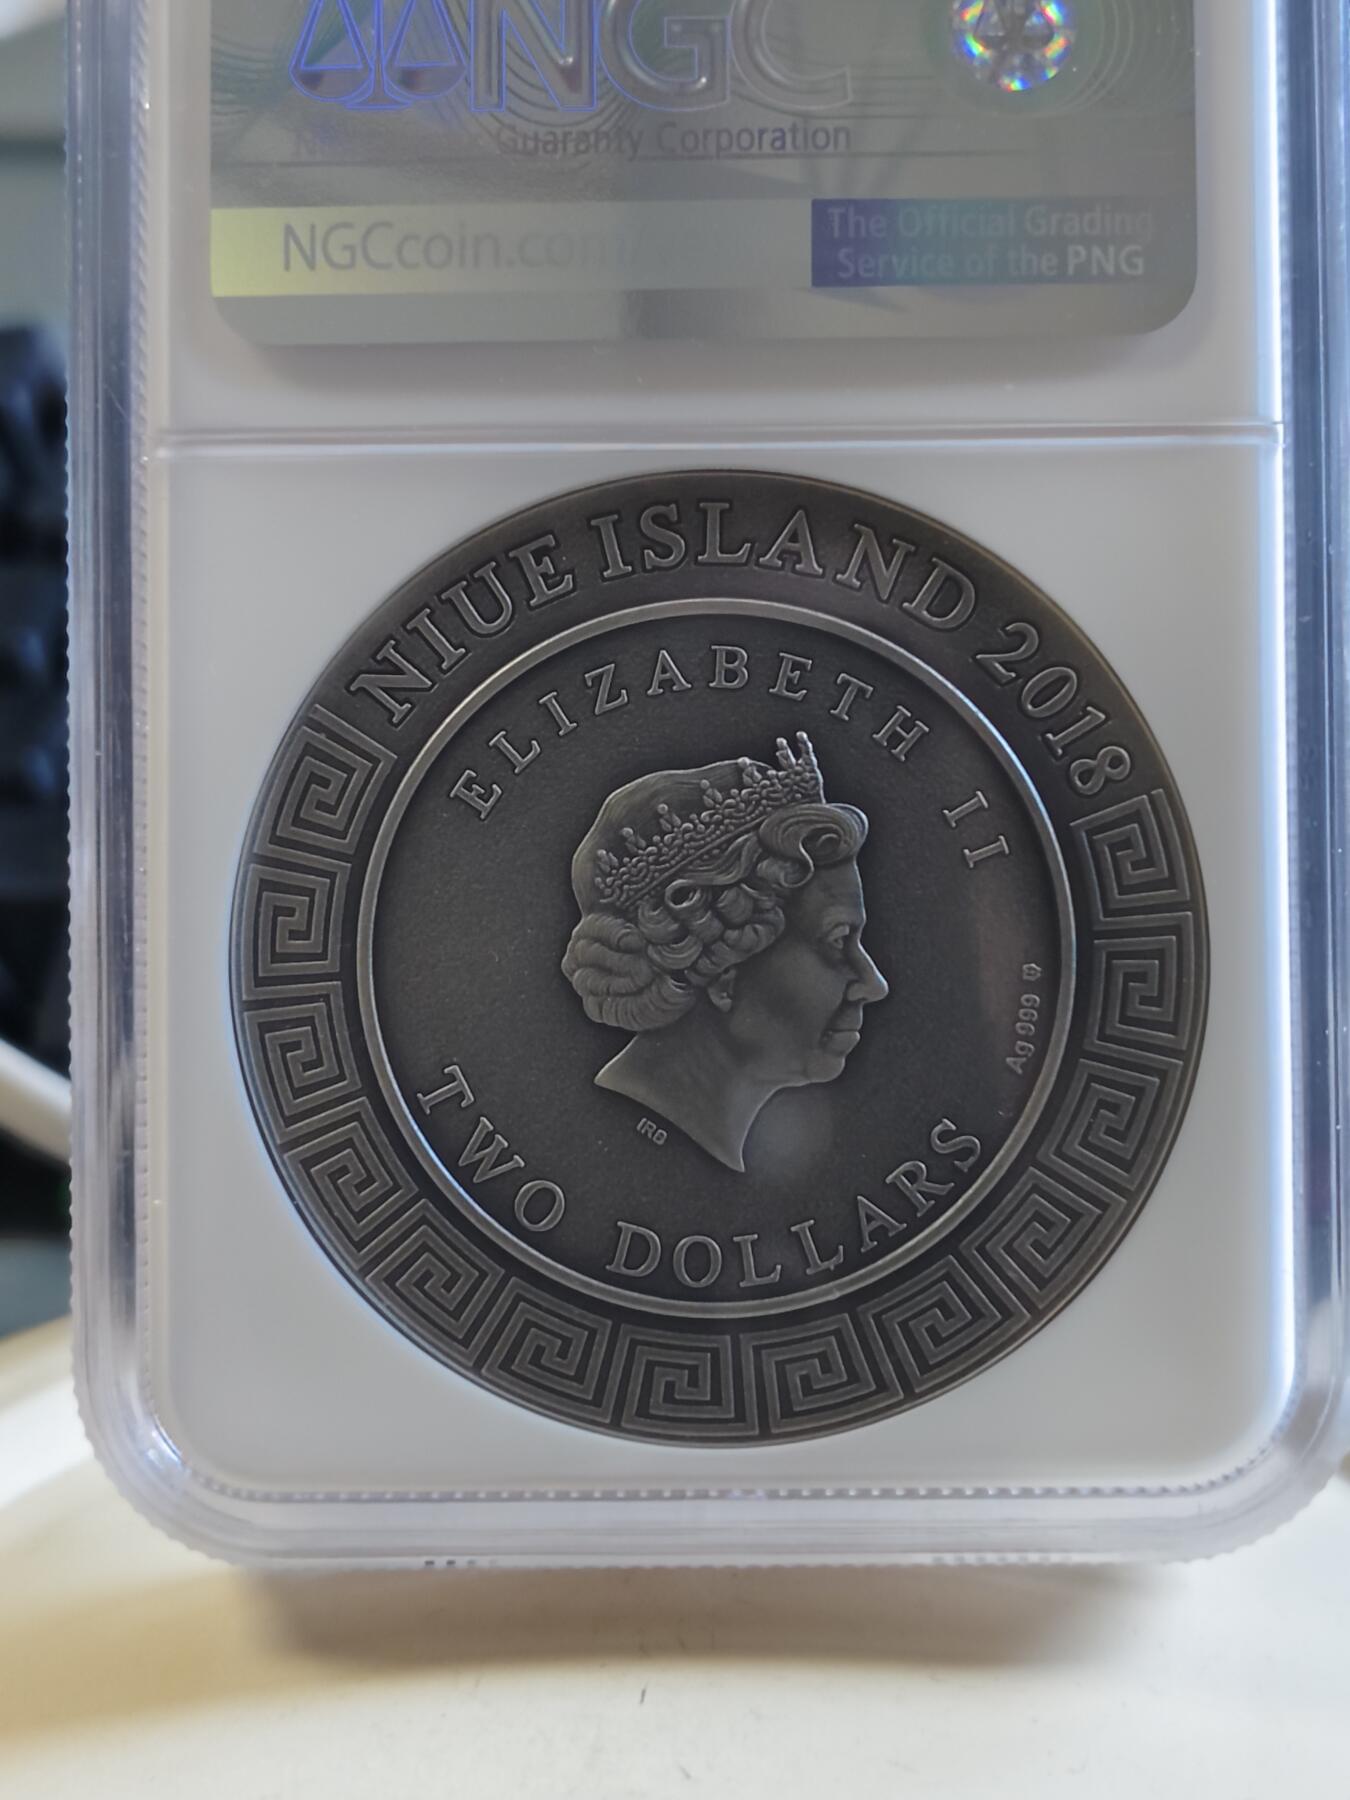 NGC
Guaranty Corporation
NGCcoin.com/
The Official Grading
Service of the PNG
NIUE ISLAND 2018
ELIZABETH II
Ag 999
IRB
TWO DOLLARS